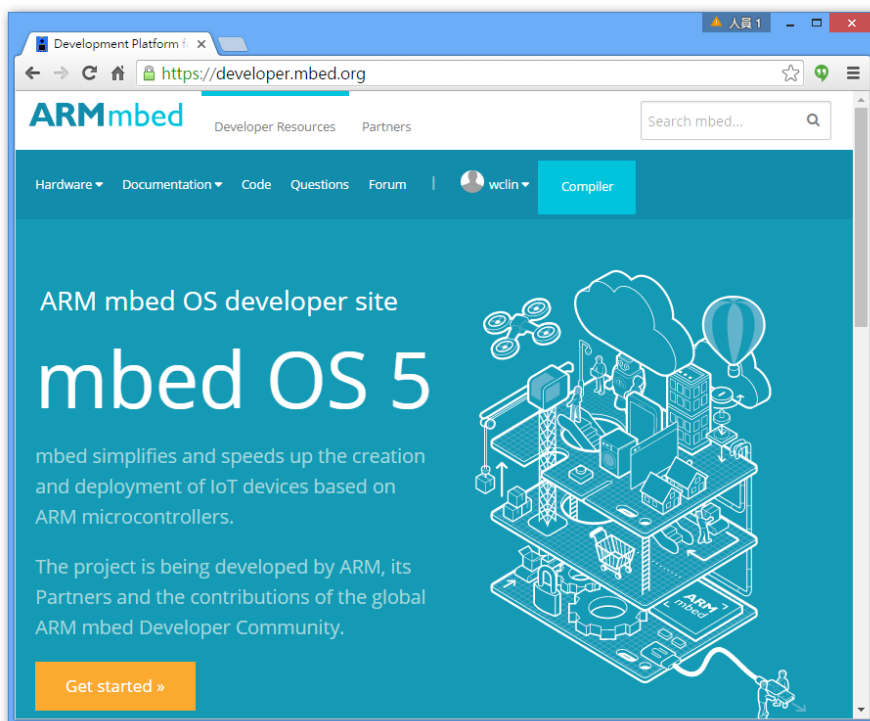 人員 1
Development Platform f
https://developer.mbed.org
ARMmbed
Developer Resources
Partners
Search mbed...
Hardware
Documentation
Code
Questions
Forum
|
wclin
Compiler
ARM mbed OS developer site
mbed OS 5
mbed simplifies and speeds up the creation
and deployment of IoT devices based on
ARM microcontrollers.
The project is being developed by ARM, its
Partners and the contributions of the global
ARM mbed Developer Community.
ARM
mbed
Get started »